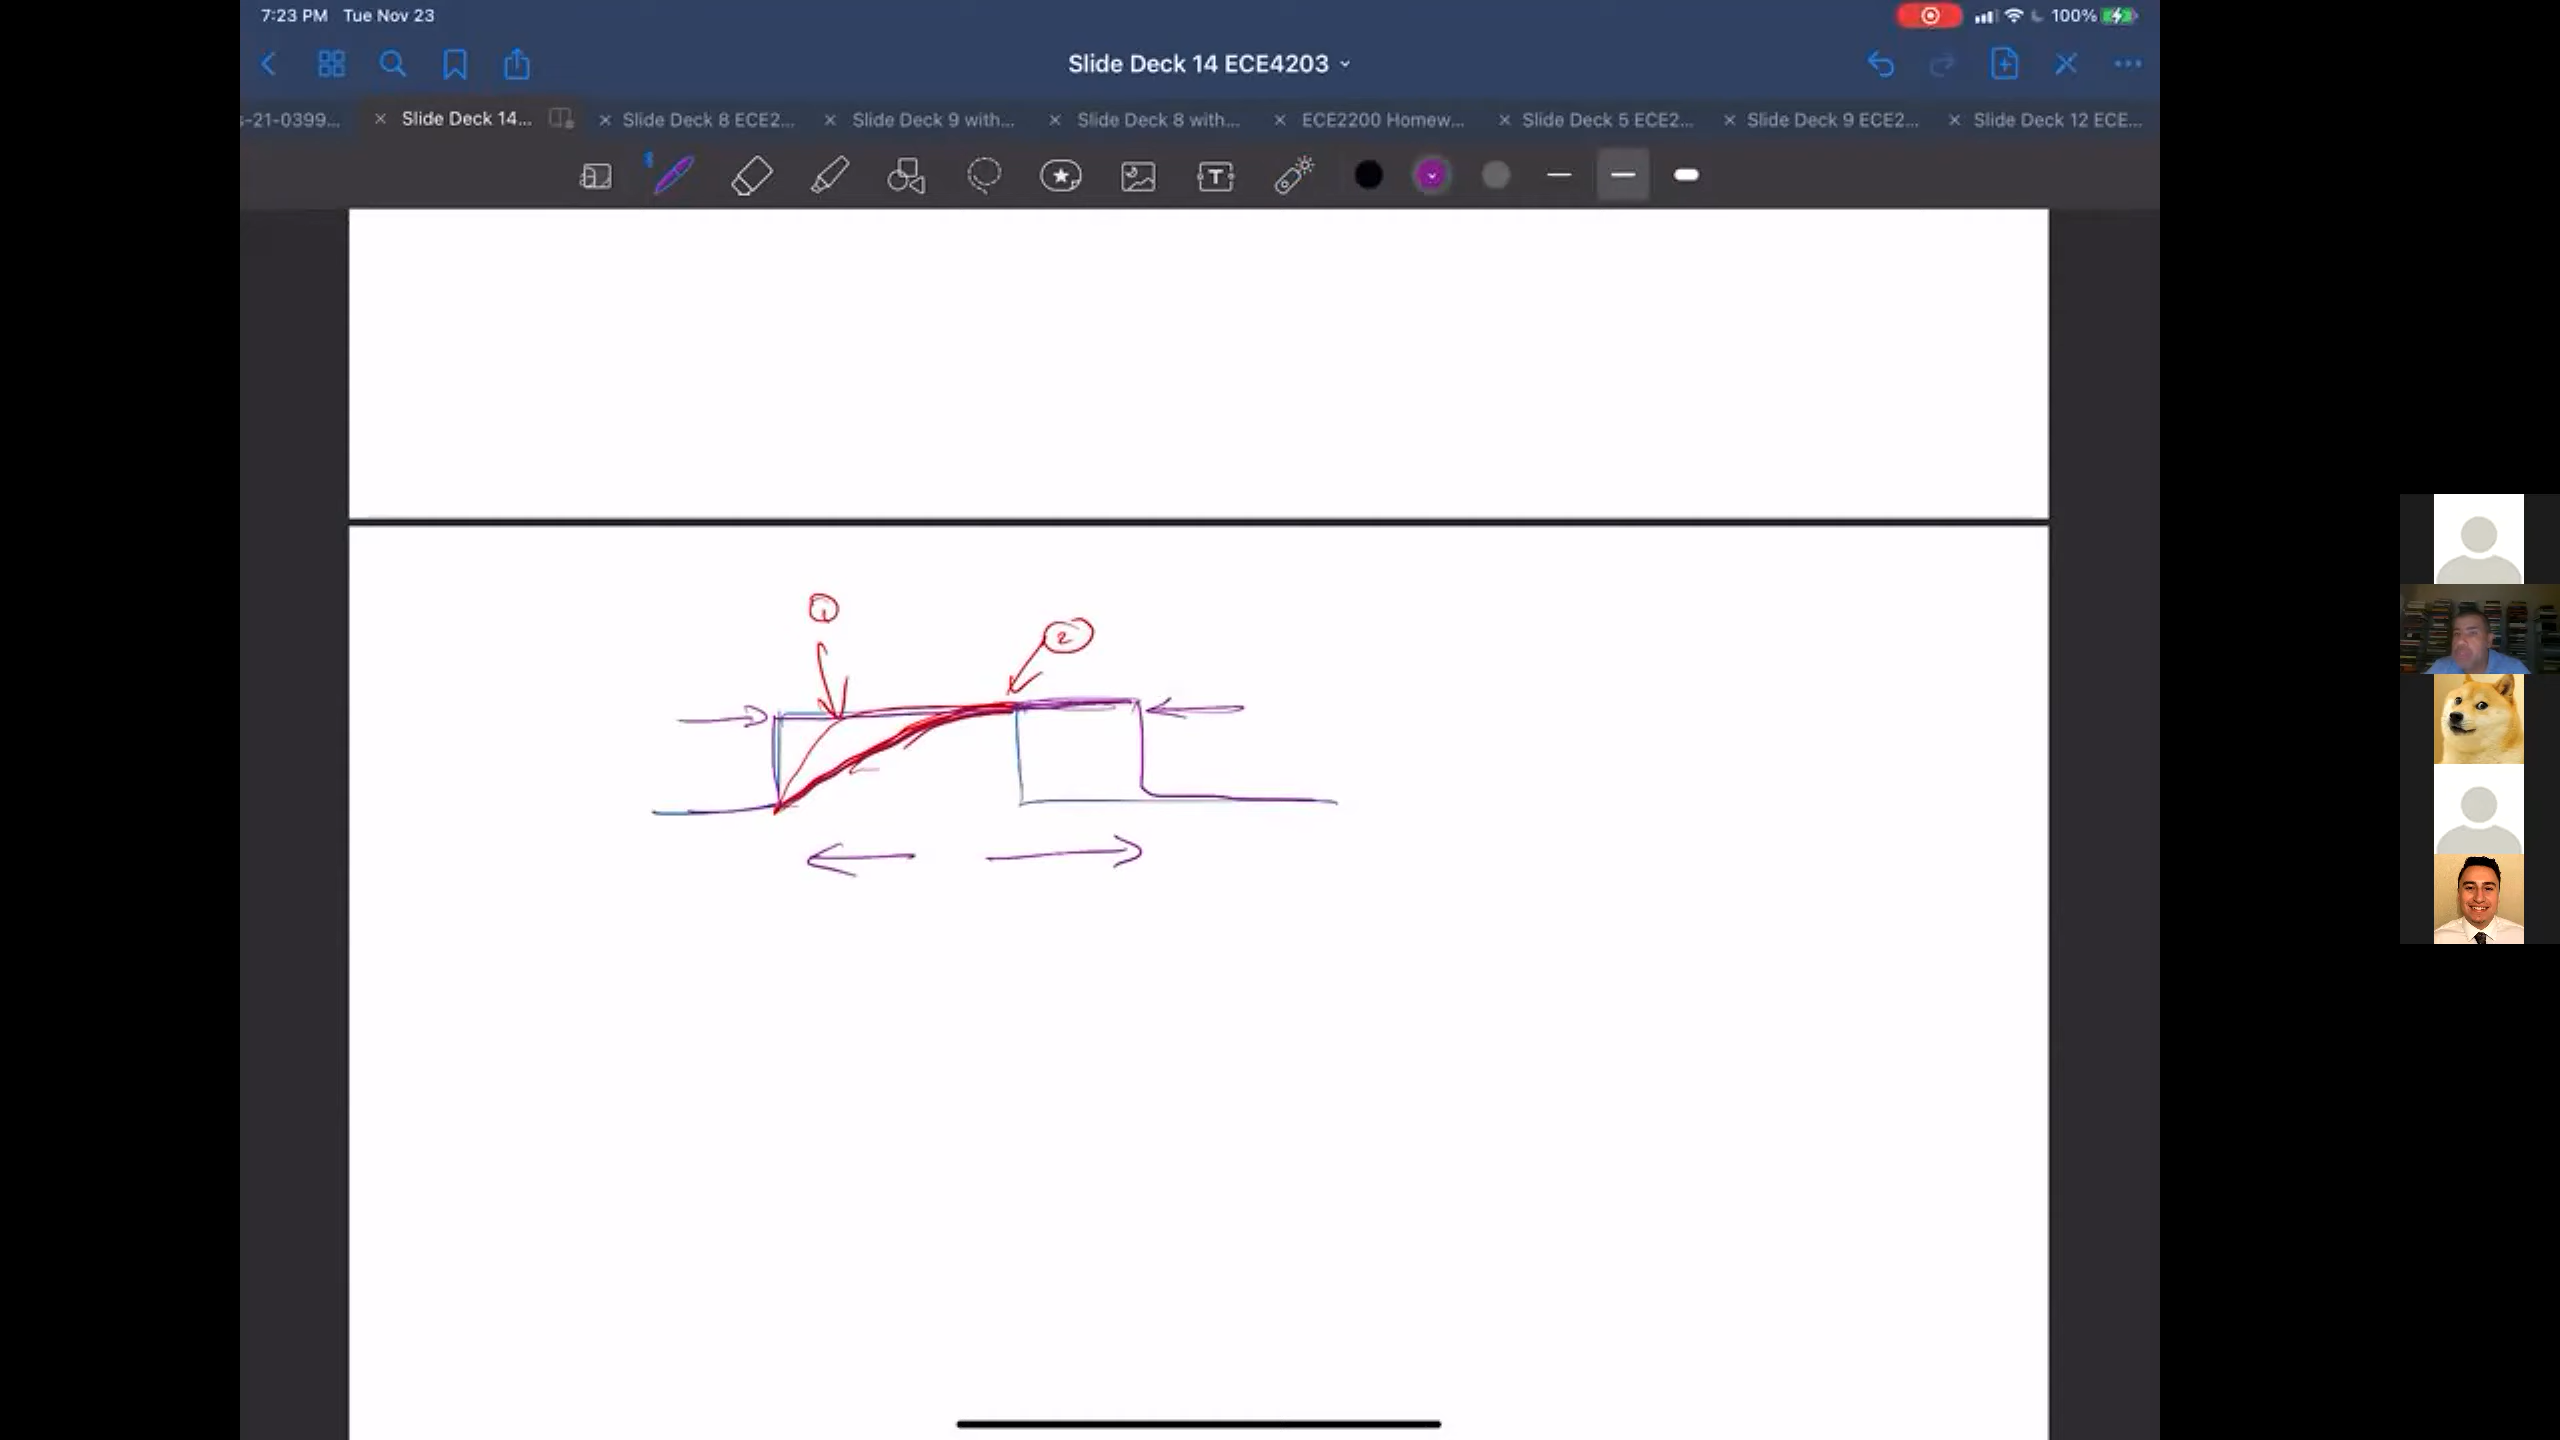 7:23 PM Tue Nov 23
100%
Slide Deck 14 ECE4203
s-21-0399...
Slide Deck 14...
Slide Deck 8 ECE2...
Slide Deck 9 with...
Slide Deck 8 with...
ECE2200 Homew...
Slide Deck 5 ECE2...
Slide Deck 9 ECE2...
Slide Deck 12 ECE...
T
1
2